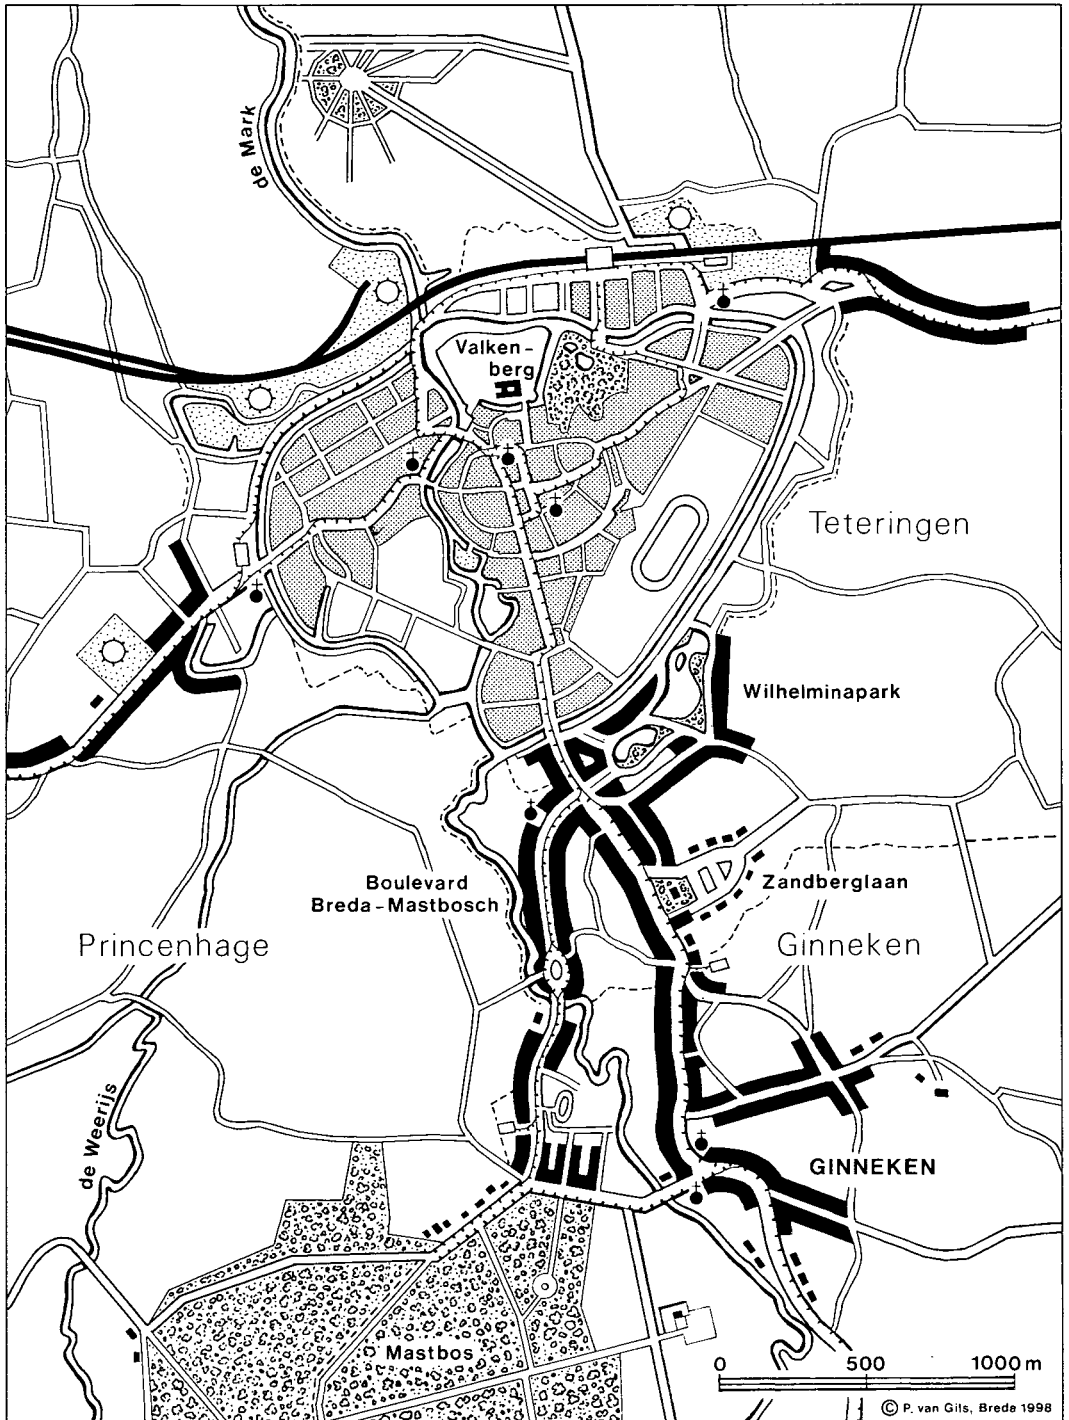 de Mark
Valken-
berg
Teteringen
Wilhelminapark
Boulevard
Breda-Mastbosch
Zandberglaan
Princenhage
Ginneken
de Weerijs
GINNEKEN
Mastbos
0 500 1000 m
© P. van Gils, Breda 1998